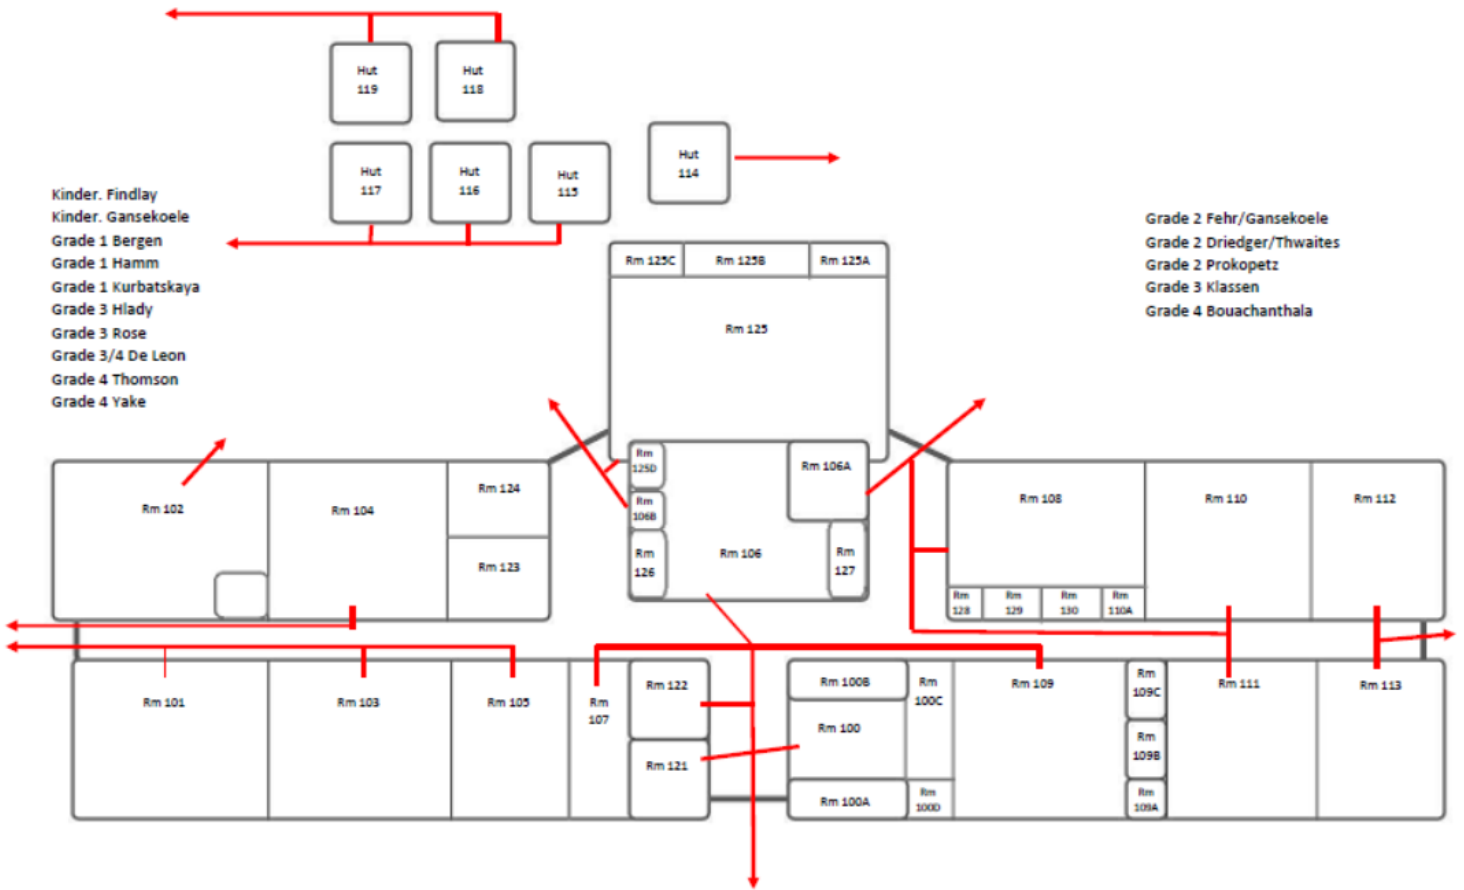 Hut
119
Hut
118
Hut
117
Hut
116
Hut
115
Hut
114
Kinder. Findlay
Kinder. Gansekoele
Grade 1 Bergen
Grade 1 Hamm
Grade 1 Kurbatskaya
Grade 3 Hlady
Grade 3 Rose
Grade 3/4 De Leon
Grade 4 Thomson
Grade 4 Yake
Grade 2 Fehr/Gansekoele
Grade 2 Driedger/Thwaites
Grade 2 Prokopetz
Grade 3 Klassen
Grade 4 Bouachanthala
Rm 125C
Rm 125B
Rm 125A
Rm 125
Rm
125D
Rm 106A
Rm
106B
Rm
126
Rm 106
Rm
127
Rm 102
Rm 104
Rm 124
Rm 123
Rm 108
Rm 110
Rm 112
Rm
128
Rm
129
Rm
130
Rm
110A
Rm 101
Rm 103
Rm 105
Rm
107
Rm 122
Rm 121
Rm 100B
Rm
100C
Rm 100
Rm 100A
Rm
100D
Rm 109
Rm
109C
Rm
109B
Rm
109A
Rm 111
Rm 113